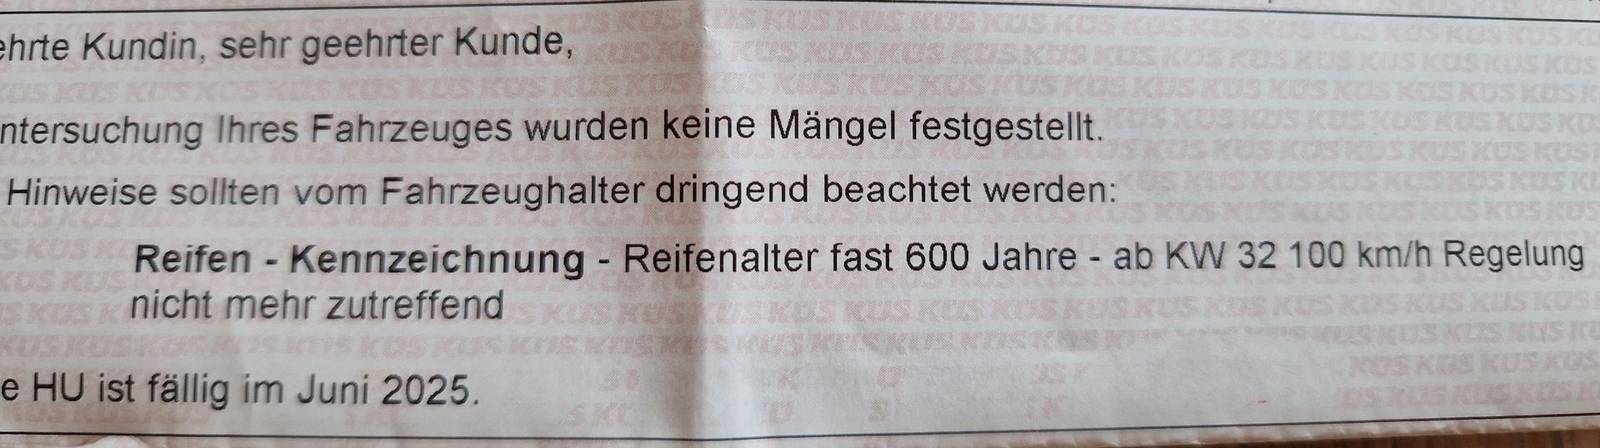 ehrte Kundin, sehr geehrter Kunde,
ntersuchung Ihres Fahrzeuges wurden keine Mängel festgestellt.
Hinweise sollten vom Fahrzeughalter dringend beachtet werden:
Reifen - Kennzeichnung - Reifenalter fast 600 Jahre - ab KW 32 100 km/h Regelung
nicht mehr zutreffend
e HU ist fällig im Juni 2025.